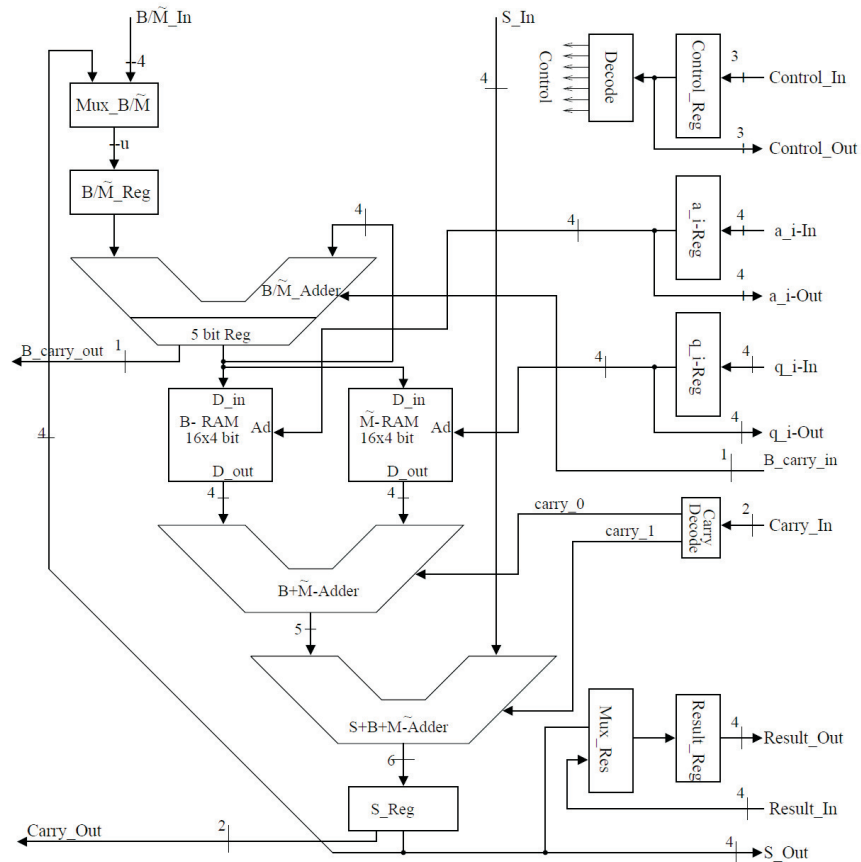 B/M̃_In
S_In
4
Mux_B/M̃
u
B/M̃_Reg
4
4
B/M̃_Adder
5 bit Reg
B_carry_out
1
D_in
B- RAM
16x4 bit
Ad
D_out
D_in
M̃-RAM
16x4 bit
Ad
D_out
4
4
4
B+M̃-Adder
5
S+B+M̃-Adder
6
S_Reg
Carry_Out
2
Control
Decode
Control_Reg
3
Control_In
3
Control_Out
4
a_i-Reg
4
a_i-In
4
a_i-Out
4
q_i-Reg
4
q_i-In
4
q_i-Out
1
B_carry_in
carry_0
carry_1
Carry
Decode
2
Carry_In
Mux_Res
Result_Reg
4
Result_Out
4
Result_In
4
S_Out